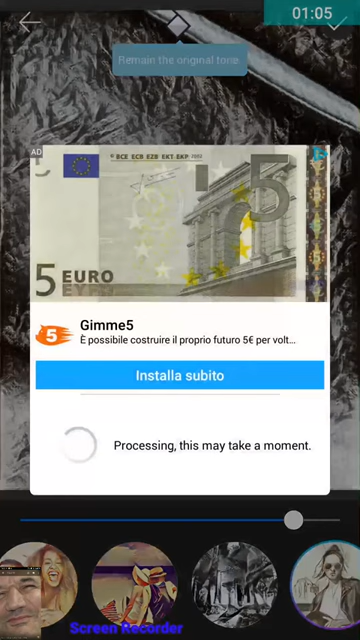 01:05
Remain the original tone.
AD
© BCE ECB EZB EKT EKP 2002
5
5 EURO
ΕΥΡΩ
Gimme5
È possibile costruire il proprio futuro 5€ per volt...
Installa subito
Processing, this may take a moment.
Screen Recorder